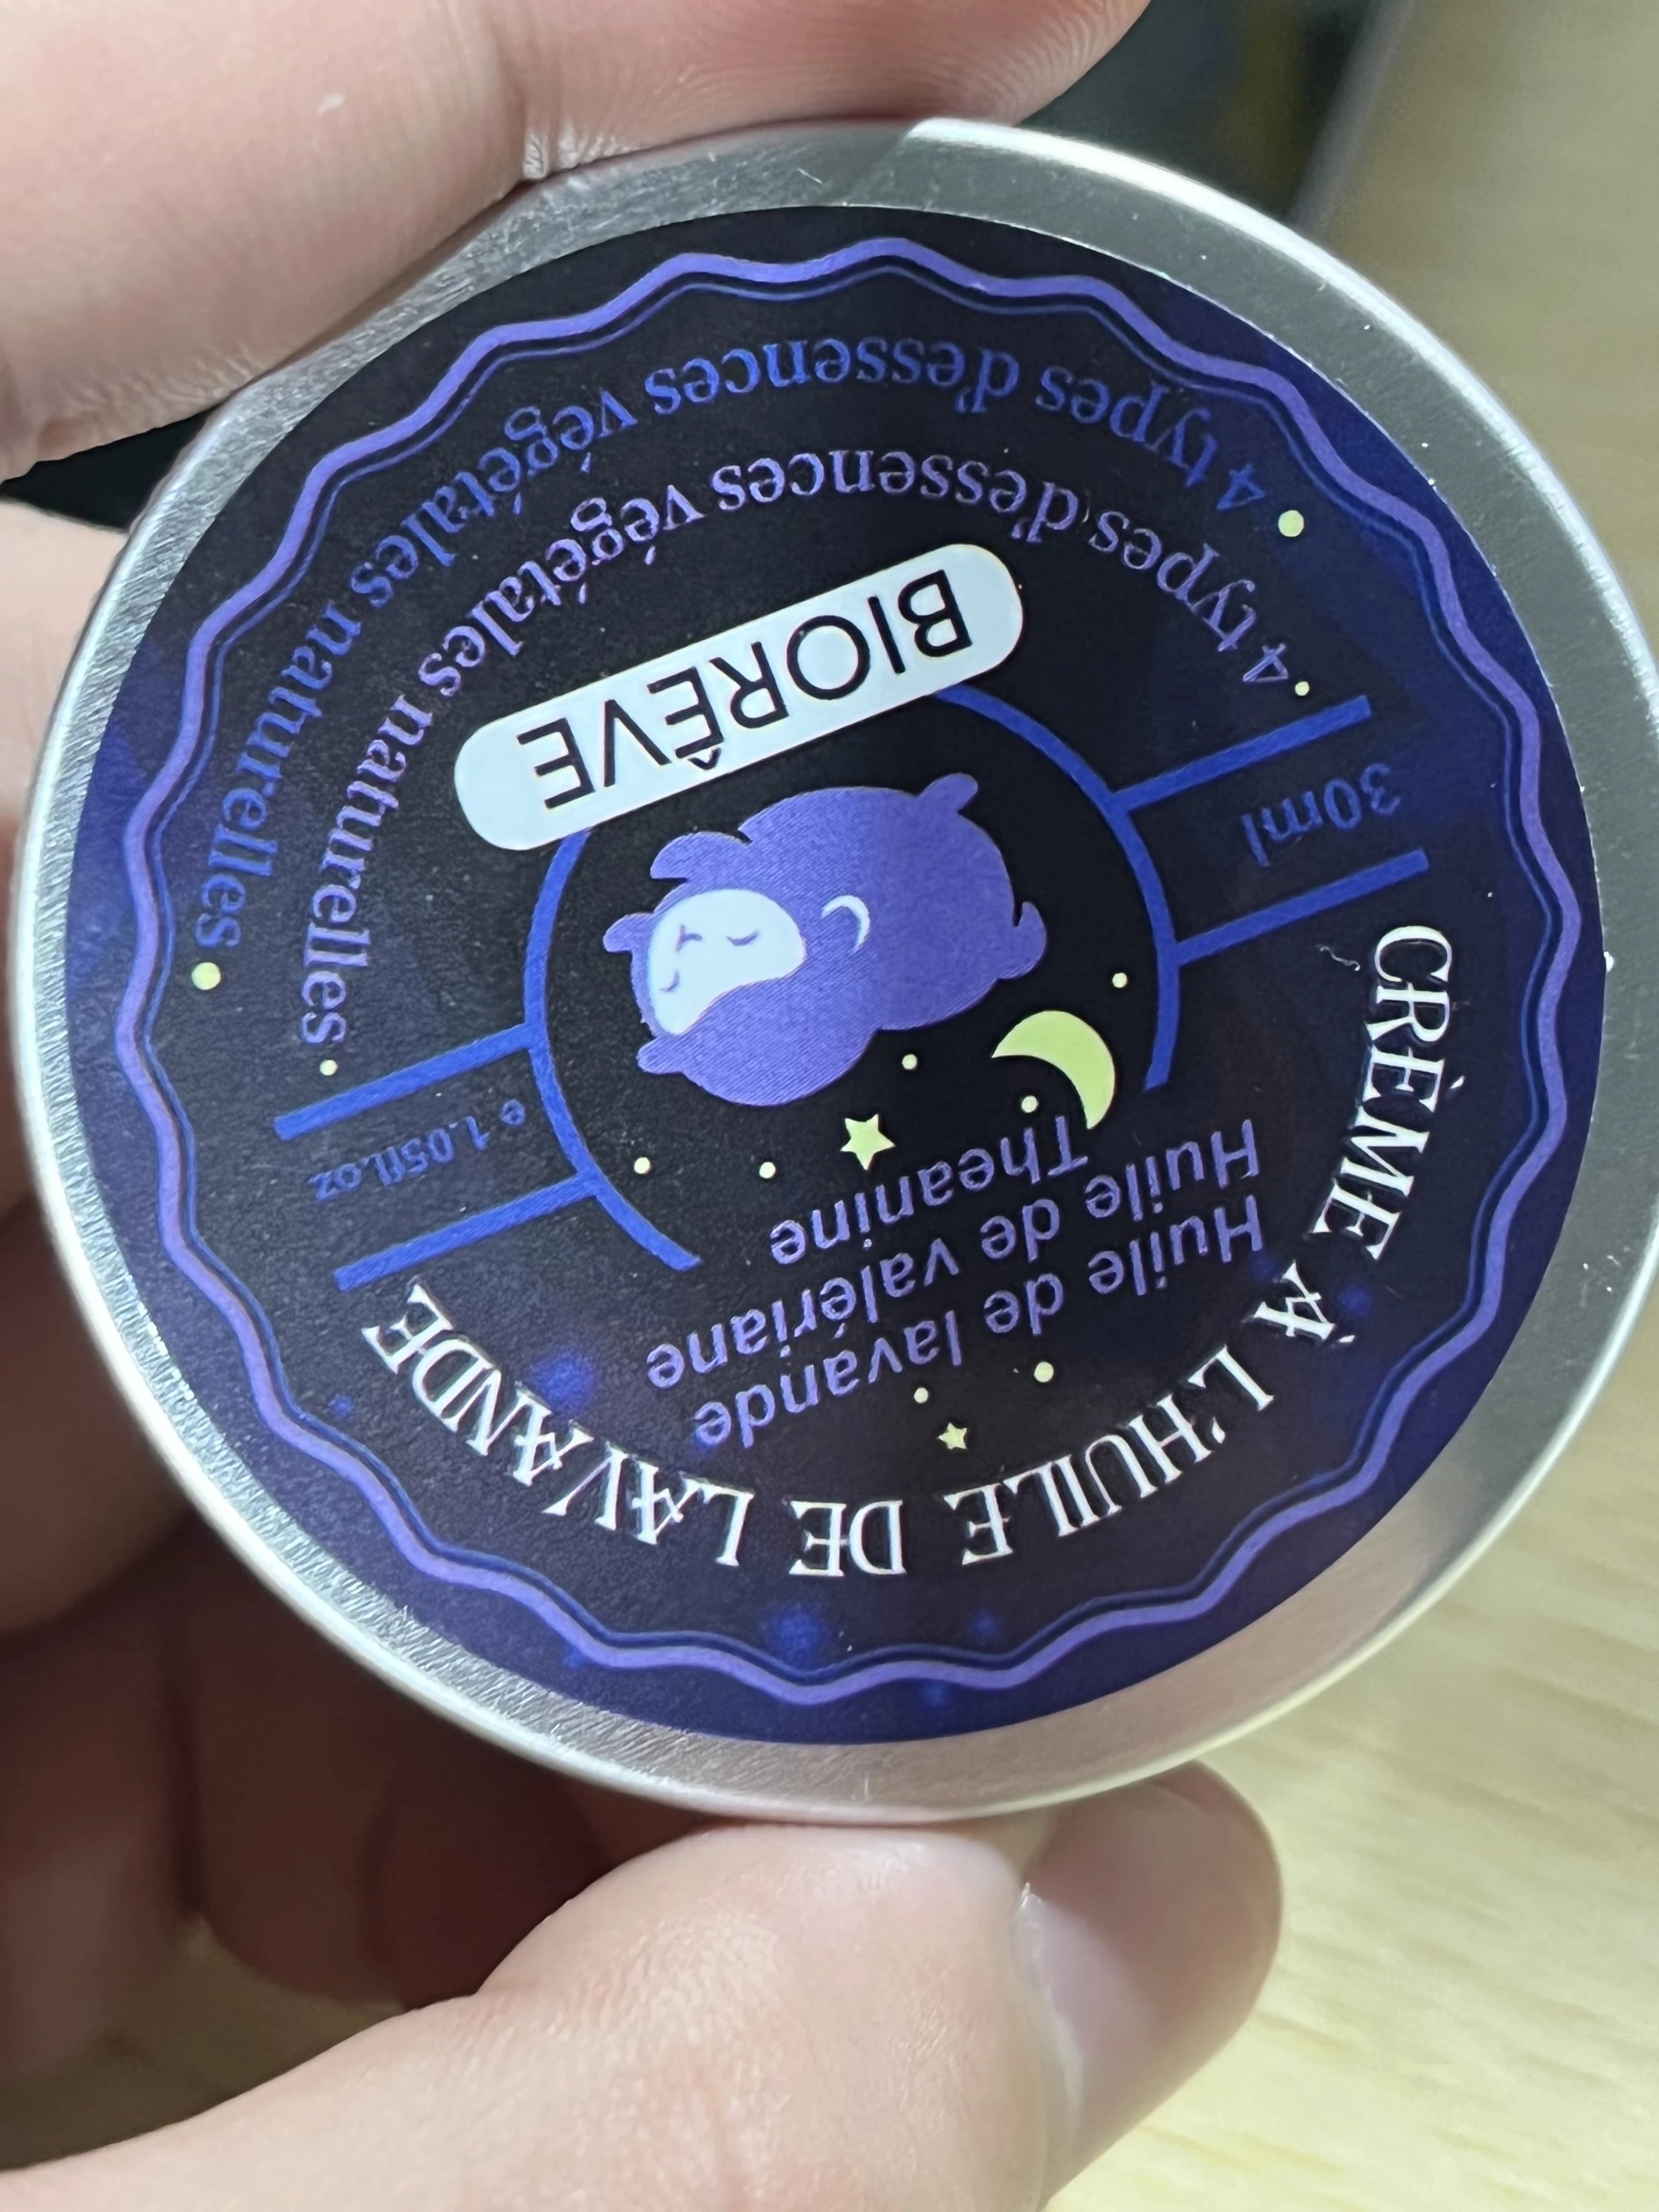 CRÈME À L'HUILE DE LAVANDE
Huile de lavande
Huile de valériane
Theanine
e 1.05fl.oz
30ml
BIORÊVE
4 types d'essences végétales naturelles
4 types d'essences végétales naturelles